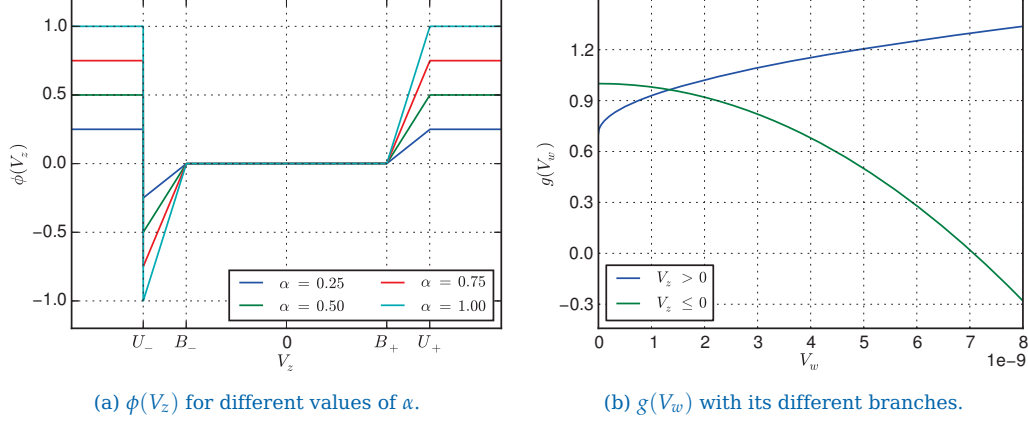 1.0
0.5
0.0
−0.5
−1.0
ϕ(V_z)
α = 0.25
α = 0.50
α = 0.75
α = 1.00
U_− B_− 0 B_+ U_+
V_z
(a) ϕ(V_z) for different values of α.
1.2
0.9
0.6
0.3
0.0
−0.3
g(V_w)
V_z > 0
V_z ≤ 0
0 1 2 3 4 5 6 7 8
V_w
1e−9
(b) g(V_w) with its different branches.